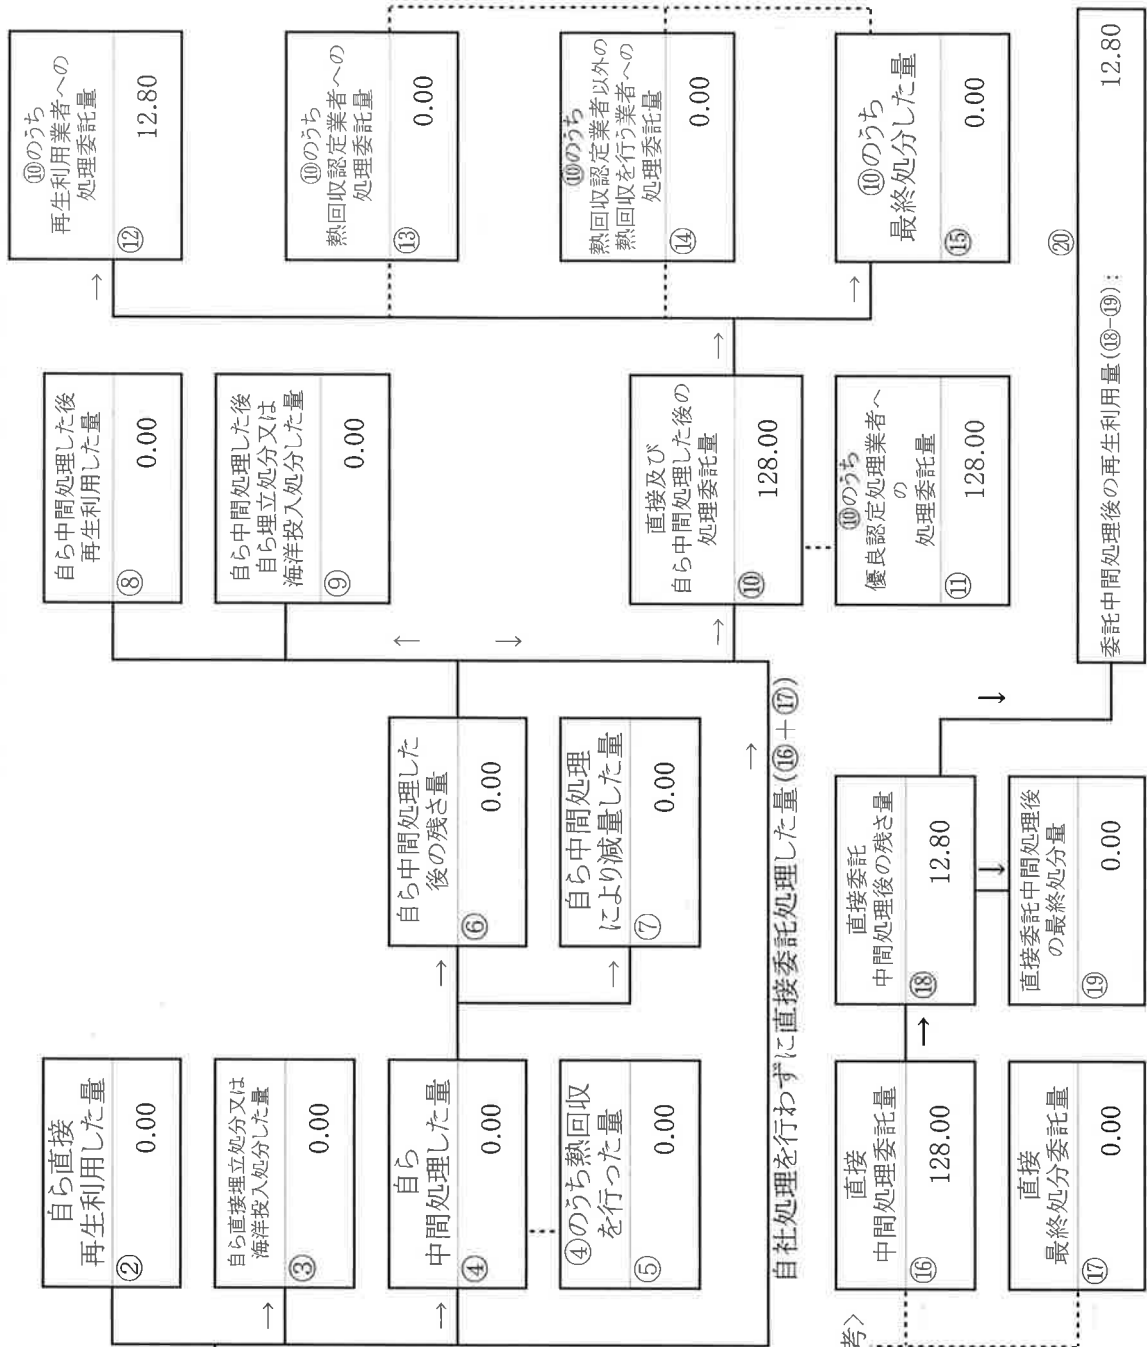 自ら直接
再生利用した量
②
0.00
自ら直接埋立処分又は
海洋投入処分した量
③
0.00
自ら
中間処理した量
④
0.00
④のうち熱回収
を行った量
⑤
0.00
自ら中間処理した
後の残さ量
⑥
0.00
自ら中間処理
により減量した量
⑦
0.00
自ら中間処理した後
再生利用した量
⑧
0.00
自ら中間処理した後
自ら埋立処分又は
海洋投入処分した量
⑨
0.00
直接及び
自ら中間処理した後の
処理委託量
⑩
128.00
⑩のうち
優良認定処理業者へ
の
処理委託量
⑪
128.00
⑩のうち
再生利用業者への
処理委託量
⑫
12.80
⑩のうち
熱回収認定業者への
処理委託量
⑬
0.00
⑩のうち
熱回収認定業者以外の
熱回収を行う業者への
処理委託量
⑭
0.00
⑩のうち
最終処分した量
⑮
0.00
自社処理を行わずに直接委託処理した量(⑯+⑰)
考>
直接
中間処理委託量
⑯
128.00
直接
最終処分委託量
⑰
0.00
直接委託
中間処理後の残さ量
⑱
12.80
直接委託中間処理後
の最終処分量
⑲
0.00
⑳
委託中間処理後の再生利用量(⑱-⑲):
12.80